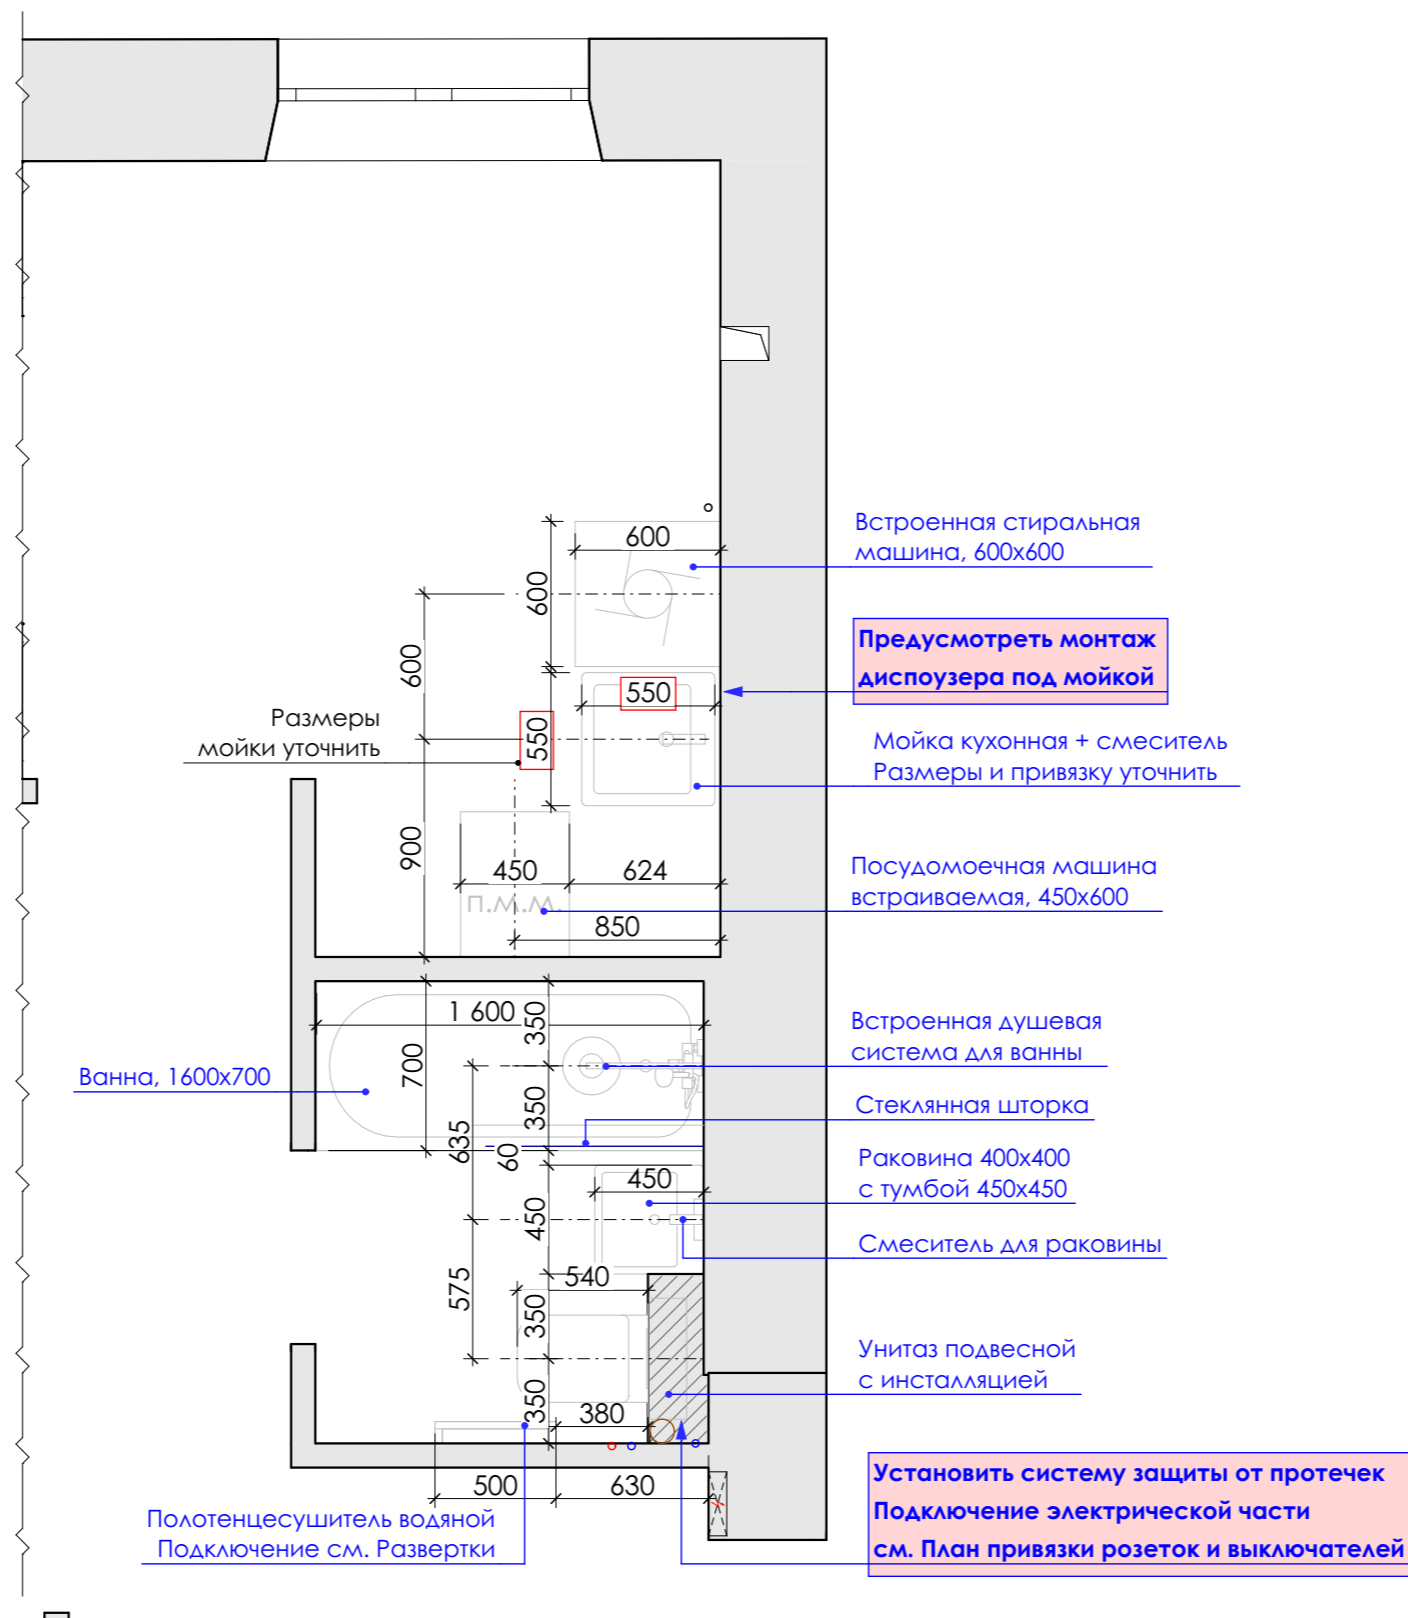 600
Встроенная стиральная
машина, 600х600
600
600
Предусмотреть монтаж
диспоузера под мойкой
550
550
Размеры
мойки уточнить
Мойка кухонная + смеситель
Размеры и привязку уточнить
900
450
624
Посудомоечная машина
встраиваемая, 450х600
П.М.М.
850
1 600
350
Встроенная душевая
система для ванны
700
Ванна, 1600х700
350
Стеклянная шторка
635
60
Раковина 400х400
с тумбой 450х450
450
450
Смеситель для раковины
540
575
350
Унитаз подвесной
с инсталляцией
350
380
500
630
Установить систему защиты от протечек
Подключение электрической части
см. План привязки розеток и выключателей
Полотенцесушитель водяной
Подключение см. Развертки